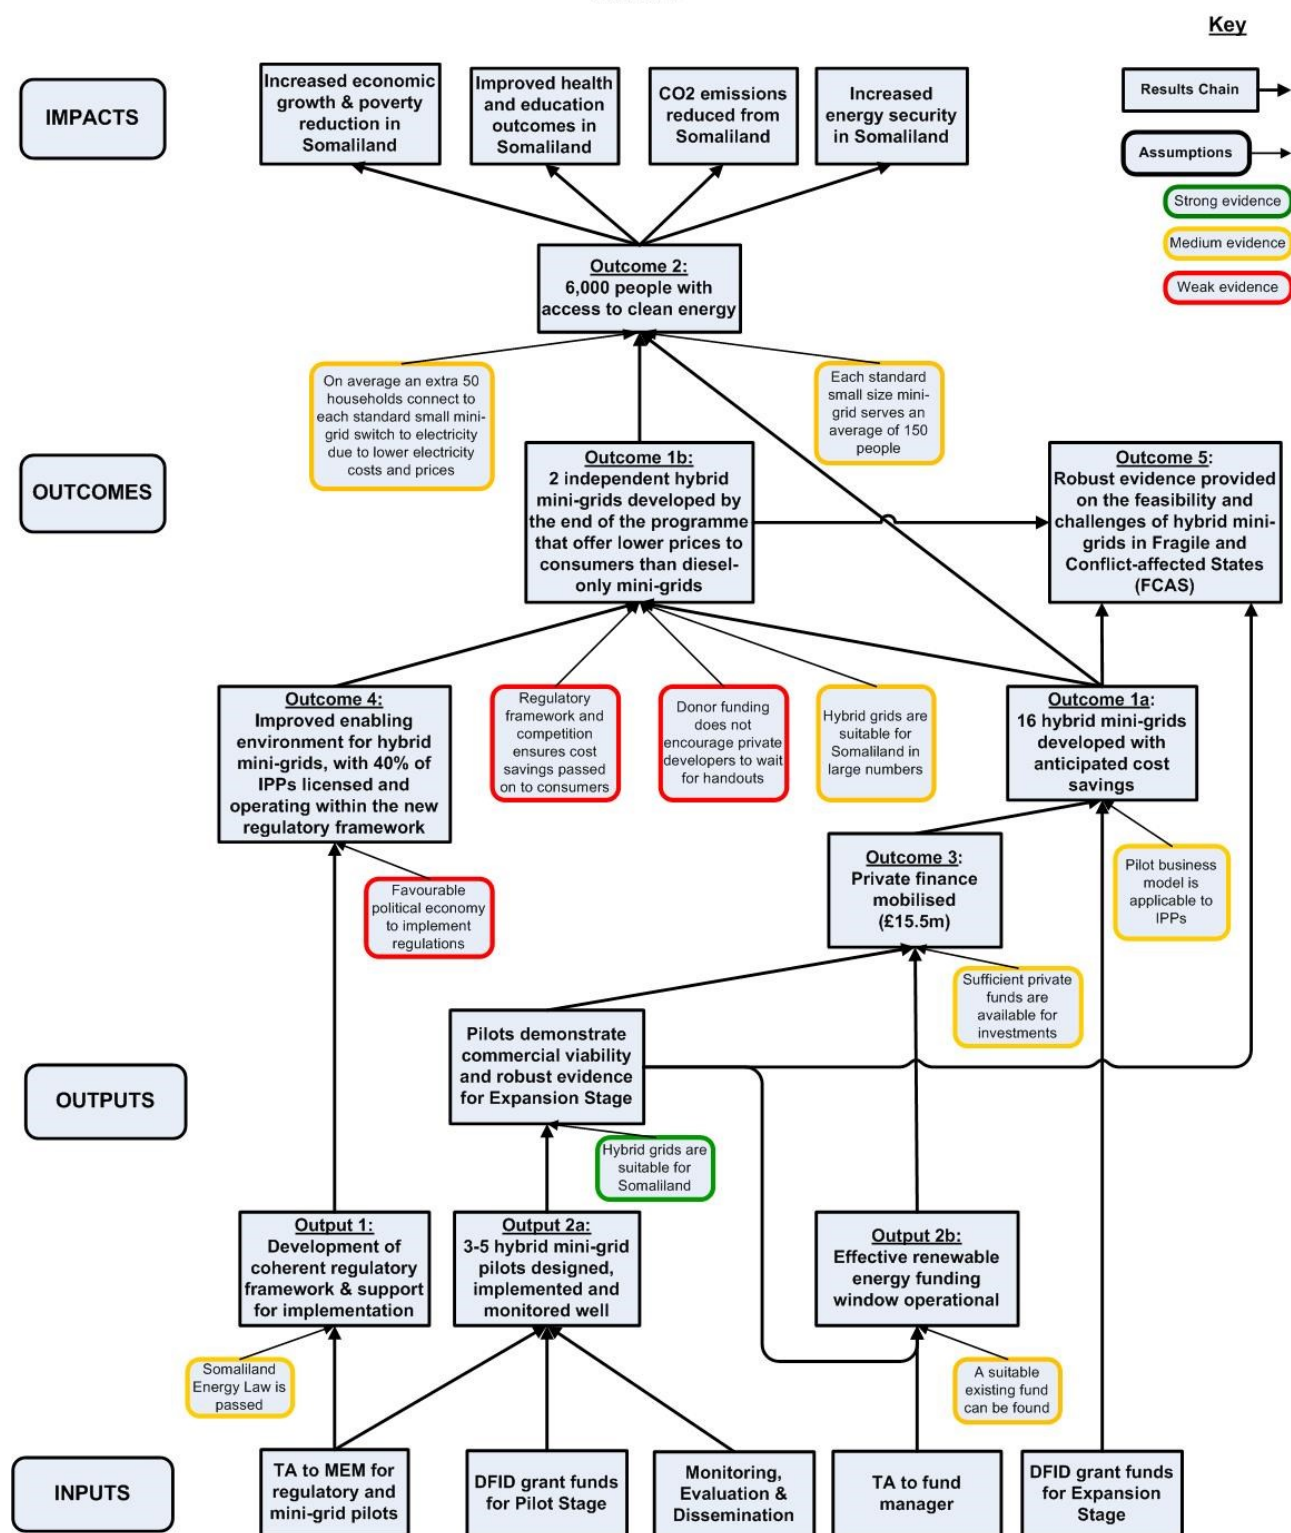 Key
IMPACTS
Increased economic
growth & poverty
reduction in
Somaliland
Improved health
and education
outcomes in
Somaliland
CO2 emissions
reduced from
Somaliland
Increased
energy security
in Somaliland
Results Chain
Assumptions
Strong evidence
Medium evidence
Weak evidence
Outcome 2:
6,000 people with
access to clean energy
On average an extra 50
households connect to
each standard small mini-
grid switch to electricity
due to lower electricity
costs and prices
Each standard
small size mini-
grid serves an
average of 150
people
OUTCOMES
Outcome 1b:
2 independent hybrid
mini-grids developed by
the end of the programme
that offer lower prices to
consumers than diesel-
only mini-grids
Outcome 5:
Robust evidence provided
on the feasibility and
challenges of hybrid mini-
grids in Fragile and
Conflict-affected States
(FCAS)
Outcome 4:
Improved enabling
environment for hybrid
mini-grids, with 40% of
IPPs licensed and
operating within the new
regulatory framework
Regulatory
framework and
competition
ensures cost
savings passed
on to consumers
Donor funding
does not
encourage private
developers to wait
for handouts
Hybrid grids are
suitable for
Somaliland in
large numbers
Outcome 1a:
16 hybrid mini-grids
developed with
anticipated cost
savings
Favourable
political economy
to implement
regulations
Outcome 3:
Private finance
mobilised
(£15.5m)
Pilot business
model is
applicable to
IPPs
Sufficient private
funds are
available for
investments
OUTPUTS
Pilots demonstrate
commercial viability
and robust evidence
for Expansion Stage
Hybrid grids are
suitable for
Somaliland
Output 1:
Development of
coherent regulatory
framework & support
for implementation
Output 2a:
3-5 hybrid mini-grid
pilots designed,
implemented and
monitored well
Output 2b:
Effective renewable
energy funding
window operational
Somaliland
Energy Law is
passed
A suitable
existing fund
can be found
INPUTS
TA to MEM for
regulatory and
mini-grid pilots
DFID grant funds
for Pilot Stage
Monitoring,
Evaluation &
Dissemination
TA to fund
manager
DFID grant funds
for Expansion
Stage